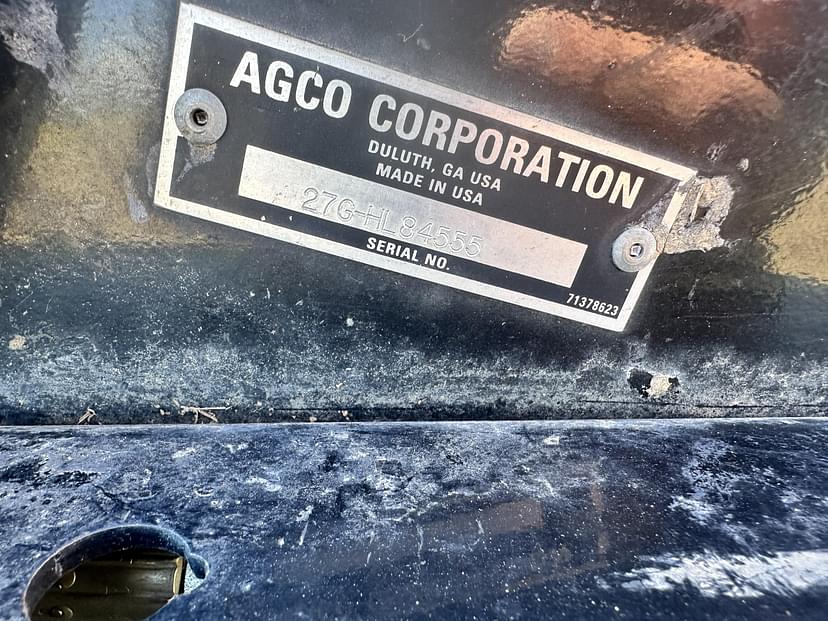 AGCO CORPORATION
DULUTH, GA USA
MADE IN USA
27G-HL84555
SERIAL NO.
71378623